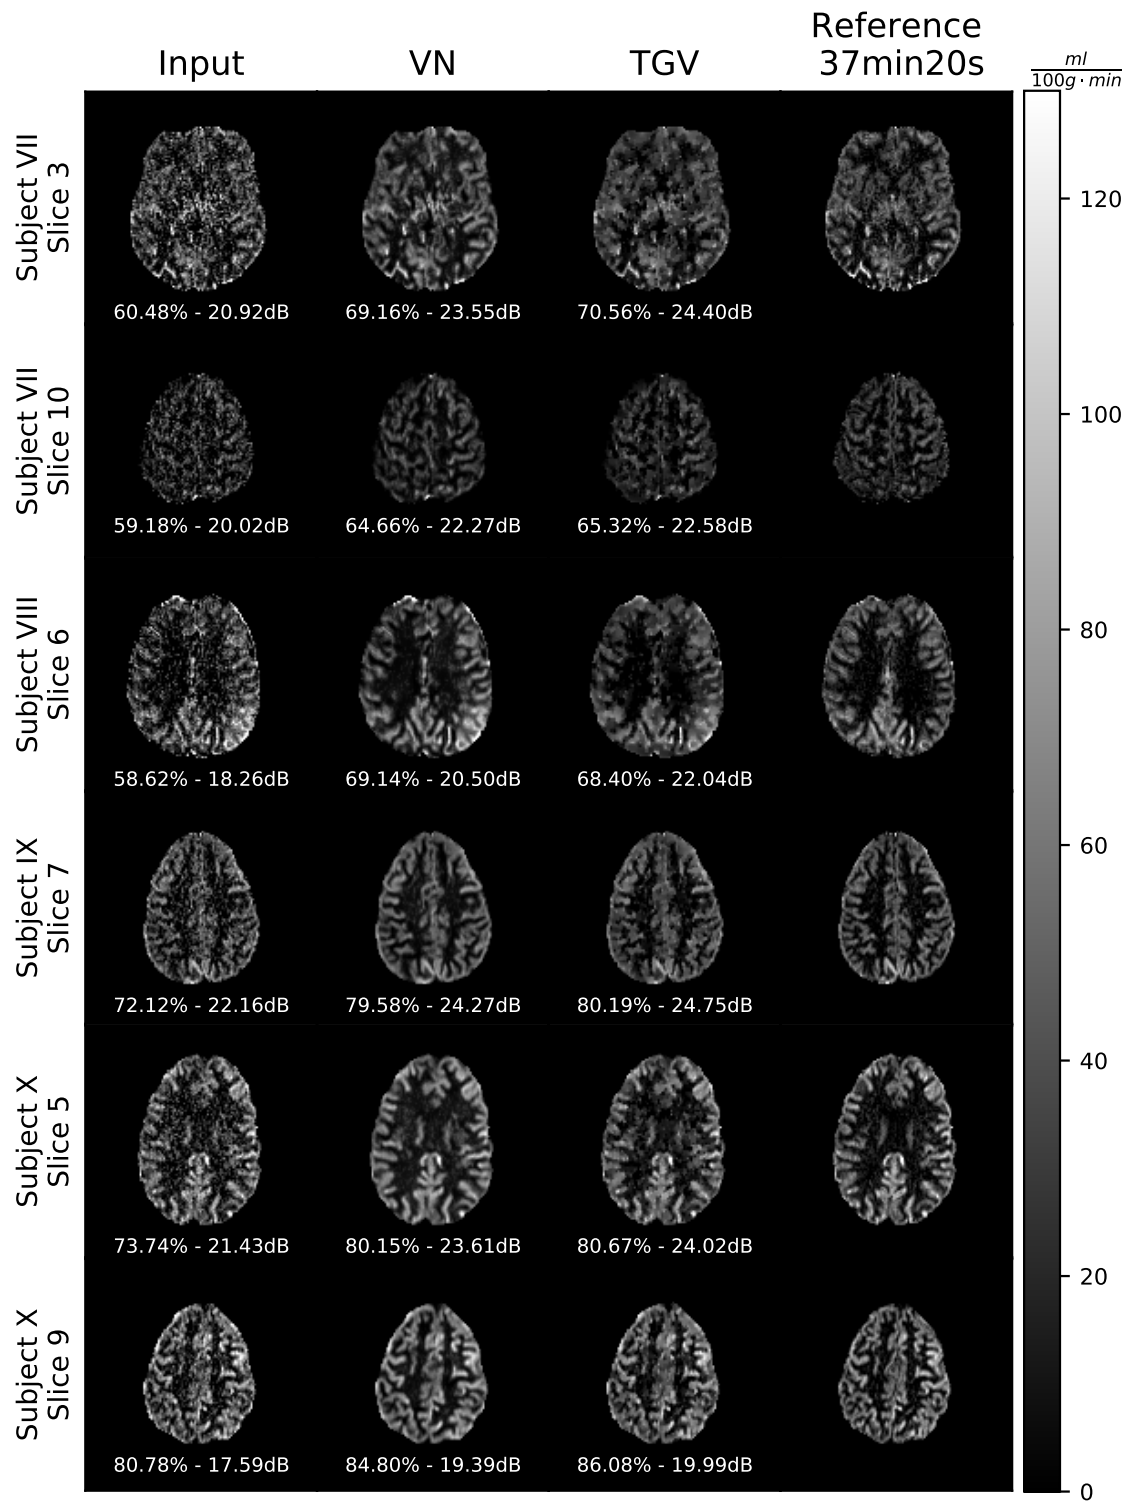 Input
VN
TGV
Reference
37min20s
ml
100g · min
Subject VII
Slice 3
60.48% - 20.92dB
69.16% - 23.55dB
70.56% - 24.40dB
Subject VII
Slice 10
59.18% - 20.02dB
64.66% - 22.27dB
65.32% - 22.58dB
Subject VIII
Slice 6
58.62% - 18.26dB
69.14% - 20.50dB
68.40% - 22.04dB
Subject IX
Slice 7
72.12% - 22.16dB
79.58% - 24.27dB
80.19% - 24.75dB
Subject X
Slice 5
73.74% - 21.43dB
80.15% - 23.61dB
80.67% - 24.02dB
Subject X
Slice 9
80.78% - 17.59dB
84.80% - 19.39dB
86.08% - 19.99dB
120
100
80
60
40
20
0